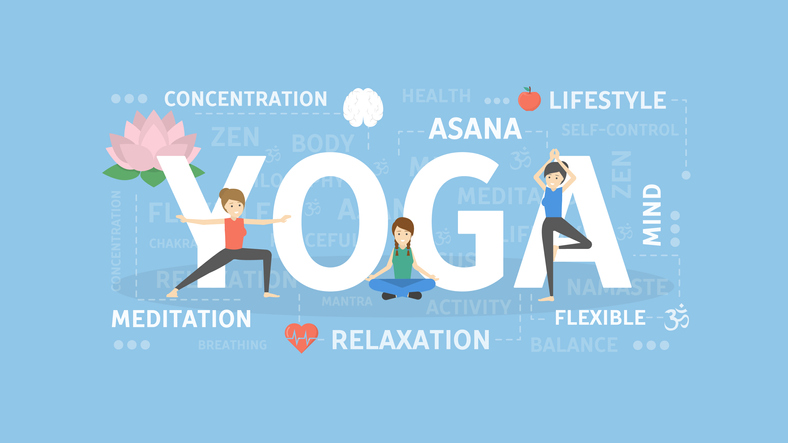 CONCENTRATION
HEALTH
LIFESTYLE
ASANA
SELF-CONTROL
ZEN
BODY
ZEN
YOGA
MEDITA
MIND
CONCENTRATION
CHAKRA
NAMASTE
MANTRA
ACTIVITY
MEDITATION
FLEXIBLE ॐ
RELAXATION
BREATHING
BALANCE